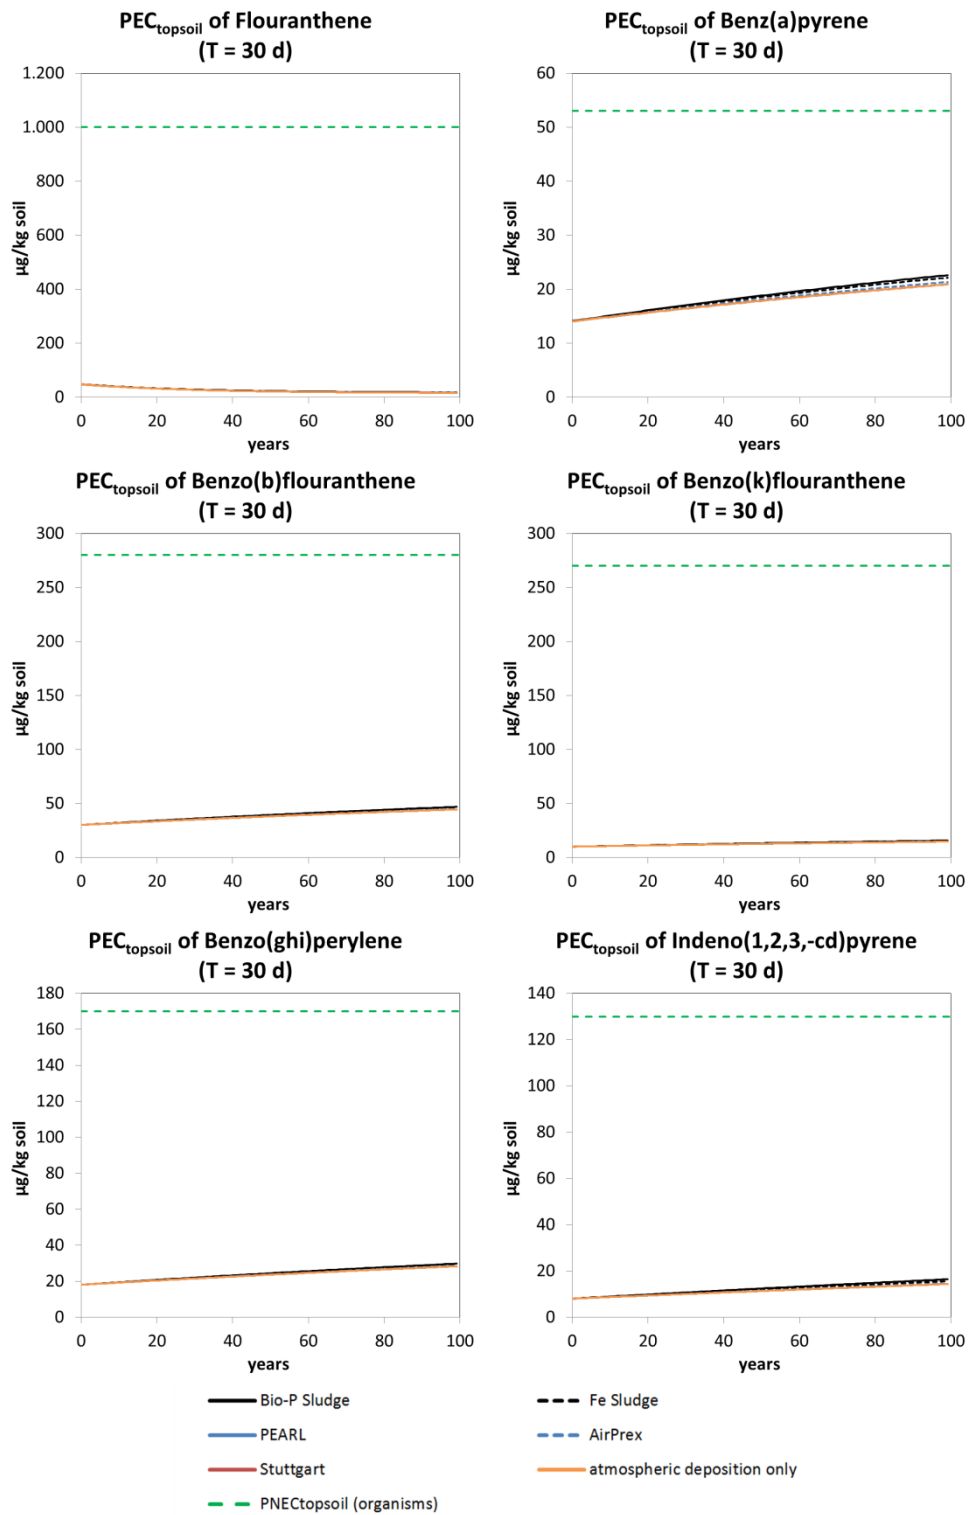 PECtopsoil of Flouranthene
(T = 30 d)
1.200
1.000
800
600
400
200
0
µg/kg soil
0 20 40 60 80 100
years
PECtopsoil of Benz(a)pyrene
(T = 30 d)
60
50
40
30
20
10
0
µg/kg soil
0 20 40 60 80 100
years
PECtopsoil of Benzo(b)flouranthene
(T = 30 d)
300
250
200
150
100
50
0
µg/kg soil
0 20 40 60 80 100
years
PECtopsoil of Benzo(k)flouranthene
(T = 30 d)
300
250
200
150
100
50
0
µg/kg soil
0 20 40 60 80 100
years
PECtopsoil of Benzo(ghi)perylene
(T = 30 d)
180
160
140
120
100
80
60
40
20
0
µg/kg soil
0 20 40 60 80 100
years
PECtopsoil of Indeno(1,2,3,-cd)pyrene
(T = 30 d)
140
120
100
80
60
40
20
0
µg/kg soil
0 20 40 60 80 100
years
Bio-P Sludge
Fe Sludge
PEARL
AirPrex
Stuttgart
atmospheric deposition only
PNECtopsoil (organisms)